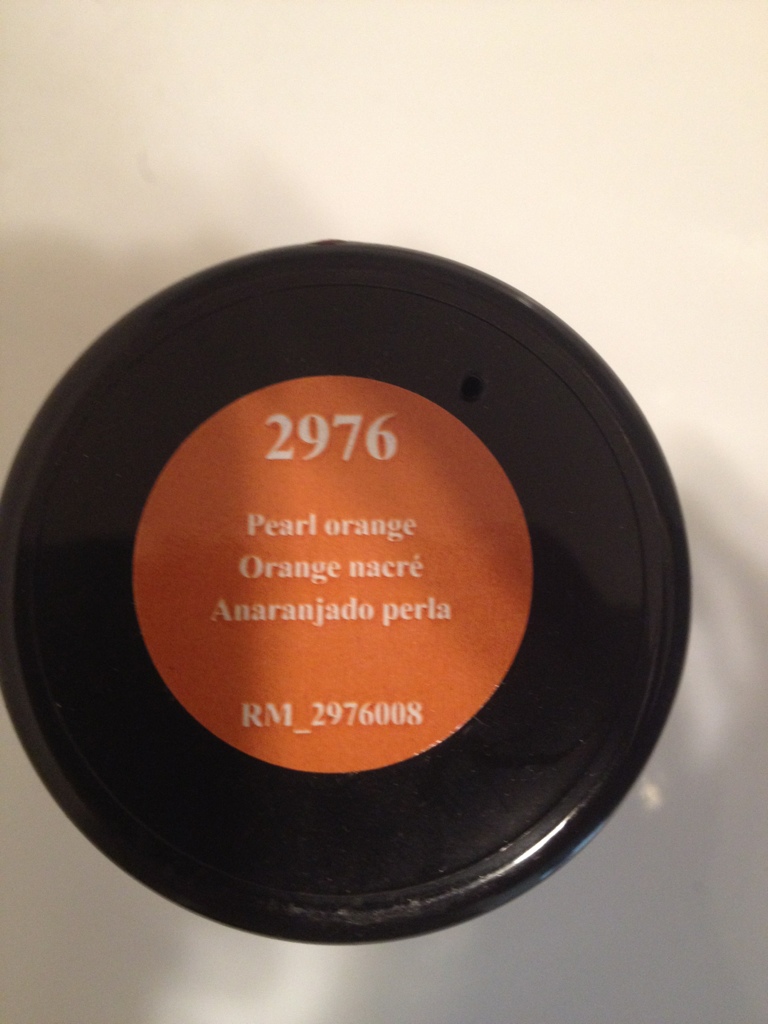 2976
Pearl orange
Orange nacré
Anaranjado perla
RM_2976008